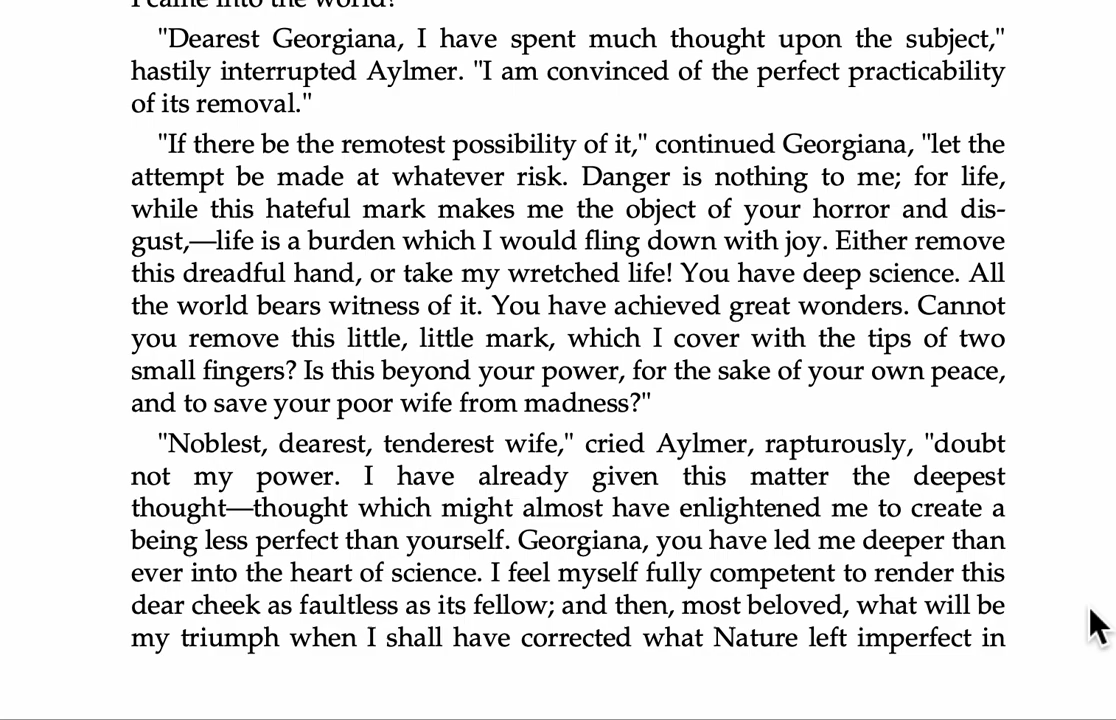 I came into the world?
"Dearest Georgiana, I have spent much thought upon the subject,"
hastily interrupted Aylmer. "I am convinced of the perfect practicability
of its removal."
"If there be the remotest possibility of it," continued Georgiana, "let the
attempt be made at whatever risk. Danger is nothing to me; for life,
while this hateful mark makes me the object of your horror and dis-
gust,—life is a burden which I would fling down with joy. Either remove
this dreadful hand, or take my wretched life! You have deep science. All
the world bears witness of it. You have achieved great wonders. Cannot
you remove this little, little mark, which I cover with the tips of two
small fingers? Is this beyond your power, for the sake of your own peace,
and to save your poor wife from madness?"
"Noblest, dearest, tenderest wife," cried Aylmer, rapturously, "doubt
not my power. I have already given this matter the deepest
thought—thought which might almost have enlightened me to create a
being less perfect than yourself. Georgiana, you have led me deeper than
ever into the heart of science. I feel myself fully competent to render this
dear cheek as faultless as its fellow; and then, most beloved, what will be
my triumph when I shall have corrected what Nature left imperfect in